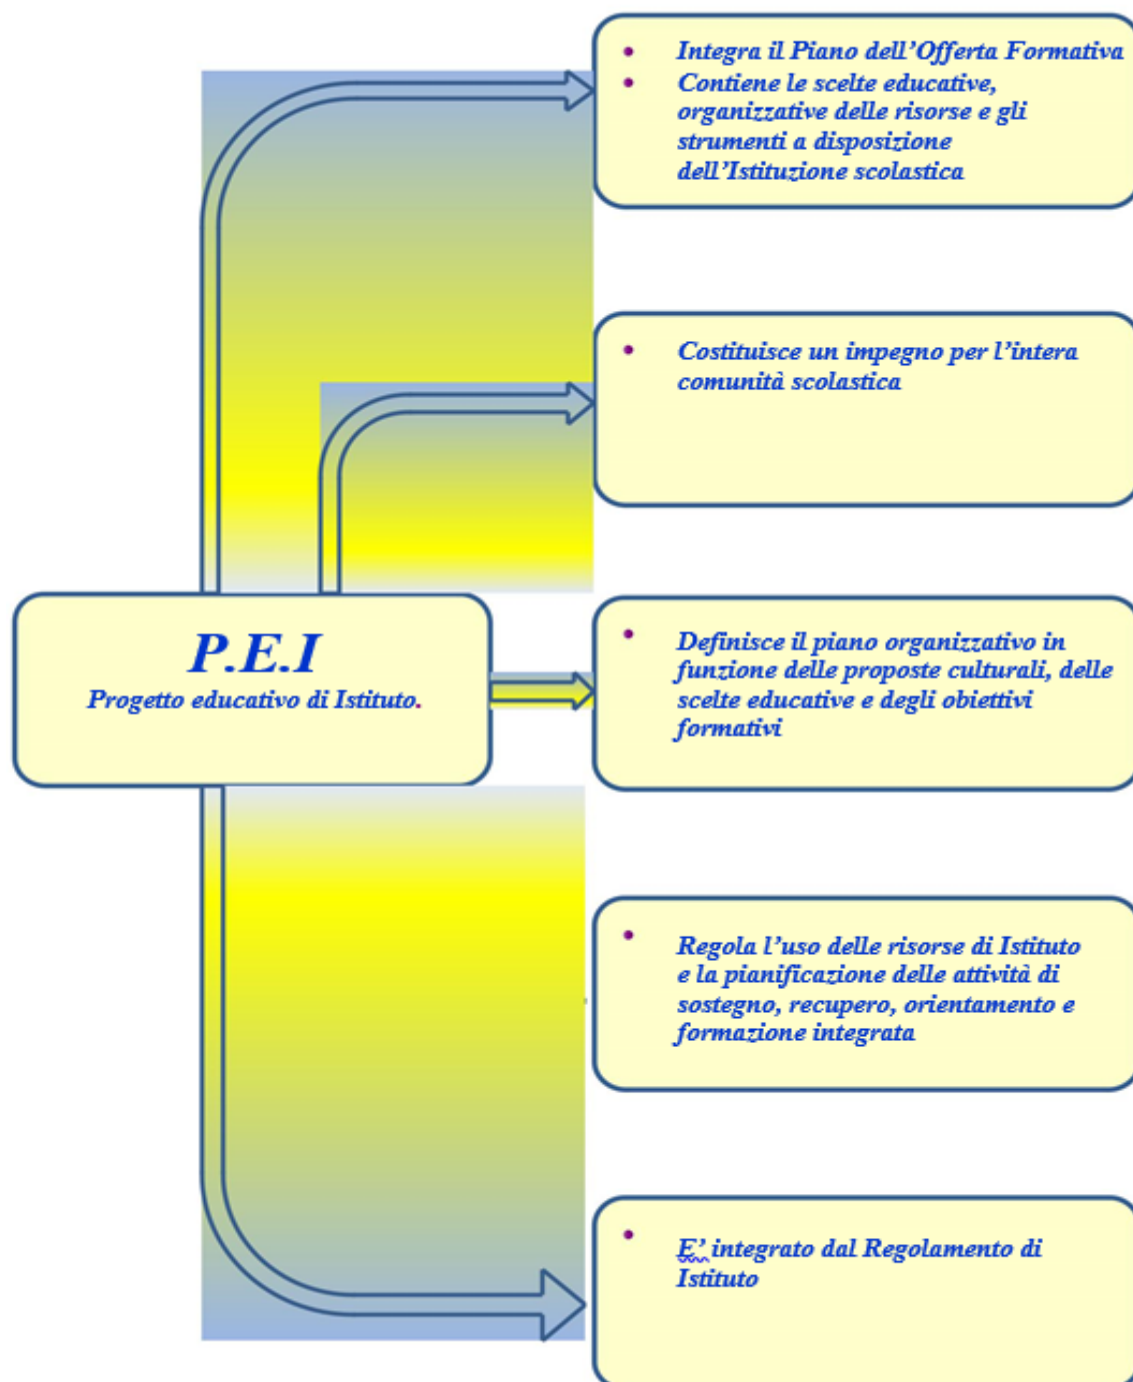 • Integra il Piano dell'Offerta Formativa
• Contiene le scelte educative,
organizzative delle risorse e gli
strumenti a disposizione
dell'Istituzione scolastica
• Costituisce un impegno per l'intera
comunità scolastica
P.E.I
Progetto educativo di Istituto.
• Definisce il piano organizzativo in
funzione delle proposte culturali, delle
scelte educative e degli obiettivi
formativi
• Regola l'uso delle risorse di Istituto
e la pianificazione delle attività di
sostegno, recupero, orientamento e
formazione integrata
• E' integrato dal Regolamento di
Istituto